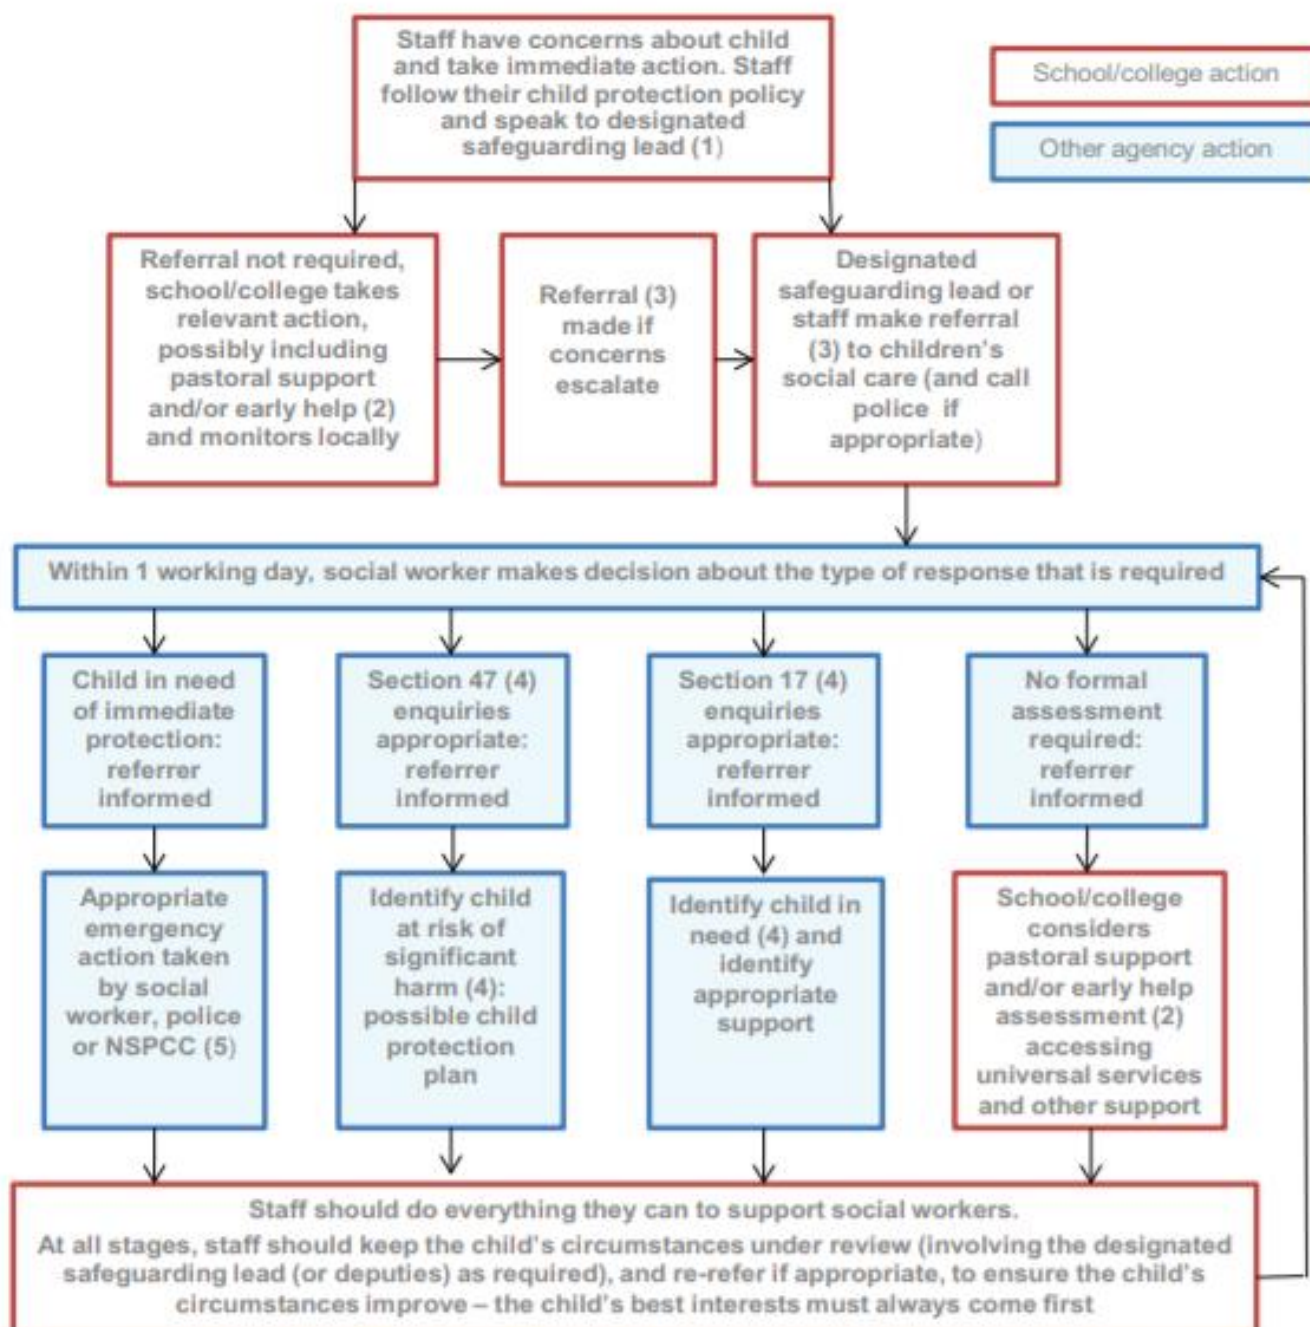 Staff have concerns about child
and take immediate action. Staff
follow their child protection policy
and speak to designated
safeguarding lead (1)
School/college action
Other agency action
Referral not required,
school/college takes
relevant action,
possibly including
pastoral support
and/or early help (2)
and monitors locally
Referral (3)
made if
concerns
escalate
Designated
safeguarding lead or
staff make referral
(3) to children's
social care (and call
police if
appropriate)
Within 1 working day, social worker makes decision about the type of response that is required
Child in need
of immediate
protection:
referrer
informed
Section 47 (4)
enquiries
appropriate:
referrer
informed
Section 17 (4)
enquiries
appropriate:
referrer
informed
No formal
assessment
required:
referrer
informed
Appropriate
emergency
action taken
by social
worker, police
or NSPCC (5)
Identify child
at risk of
significant
harm (4):
possible child
protection
plan
Identify child in
need (4) and
identify
appropriate
support
School/college
considers
pastoral support
and/or early help
assessment (2)
accessing
universal services
and other support
Staff should do everything they can to support social workers.
At all stages, staff should keep the child's circumstances under review (involving the designated
safeguarding lead (or deputies) as required), and re-refer if appropriate, to ensure the child's
circumstances improve – the child's best interests must always come first